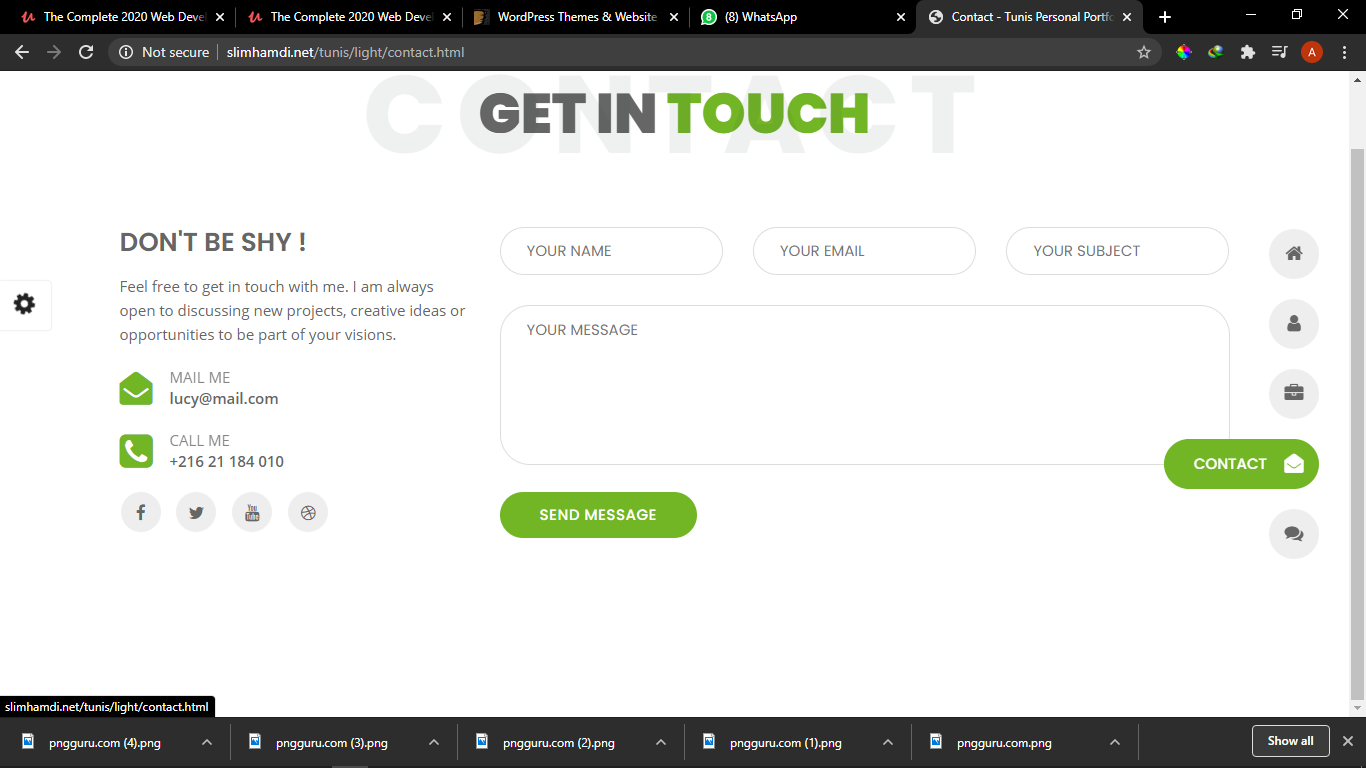 The Complete 2020 Web Devel
The Complete 2020 Web Devel
WordPress Themes & Website
(8) WhatsApp
Contact - Tunis Personal Portfo
Not secure
slimhamdi.net/tunis/light/contact.html
A
CONTACT
GET IN TOUCH
DON'T BE SHY !
Feel free to get in touch with me. I am always
open to discussing new projects, creative ideas or
opportunities to be part of your visions.
MAIL ME
lucy@mail.com
CALL ME
+216 21 184 010
YOUR NAME
YOUR EMAIL
YOUR SUBJECT
YOUR MESSAGE
CONTACT
SEND MESSAGE
slimhamdi.net/tunis/light/contact.html
pngguru.com (4).png
pngguru.com (3).png
pngguru.com (2).png
pngguru.com (1).png
pngguru.com.png
Show all